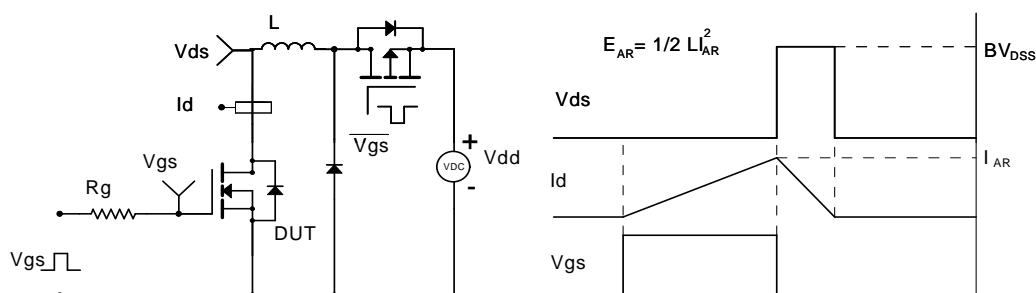 L
Vds
Id
Vgs
Rg
DUT
Vgs
Vgs
+
VDC
-
Vdd
E_AR= 1/2 LI²_AR
BV_DSS
Vds
I_AR
Id
Vgs